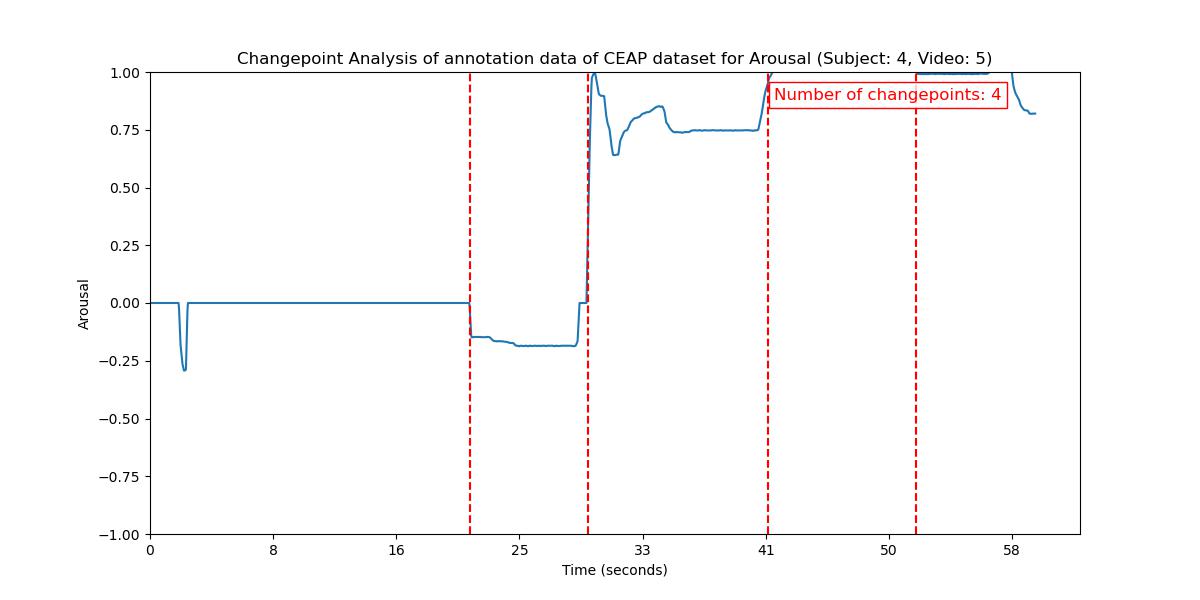 Changepoint Analysis of annotation data of CEAP dataset for Arousal (Subject: 4, Video: 5)
Number of changepoints: 4
1.00
0.75
0.50
0.25
0.00
−0.25
−0.50
−0.75
−1.00
Arousal
0 8 16 25 33 41 50 58
Time (seconds)